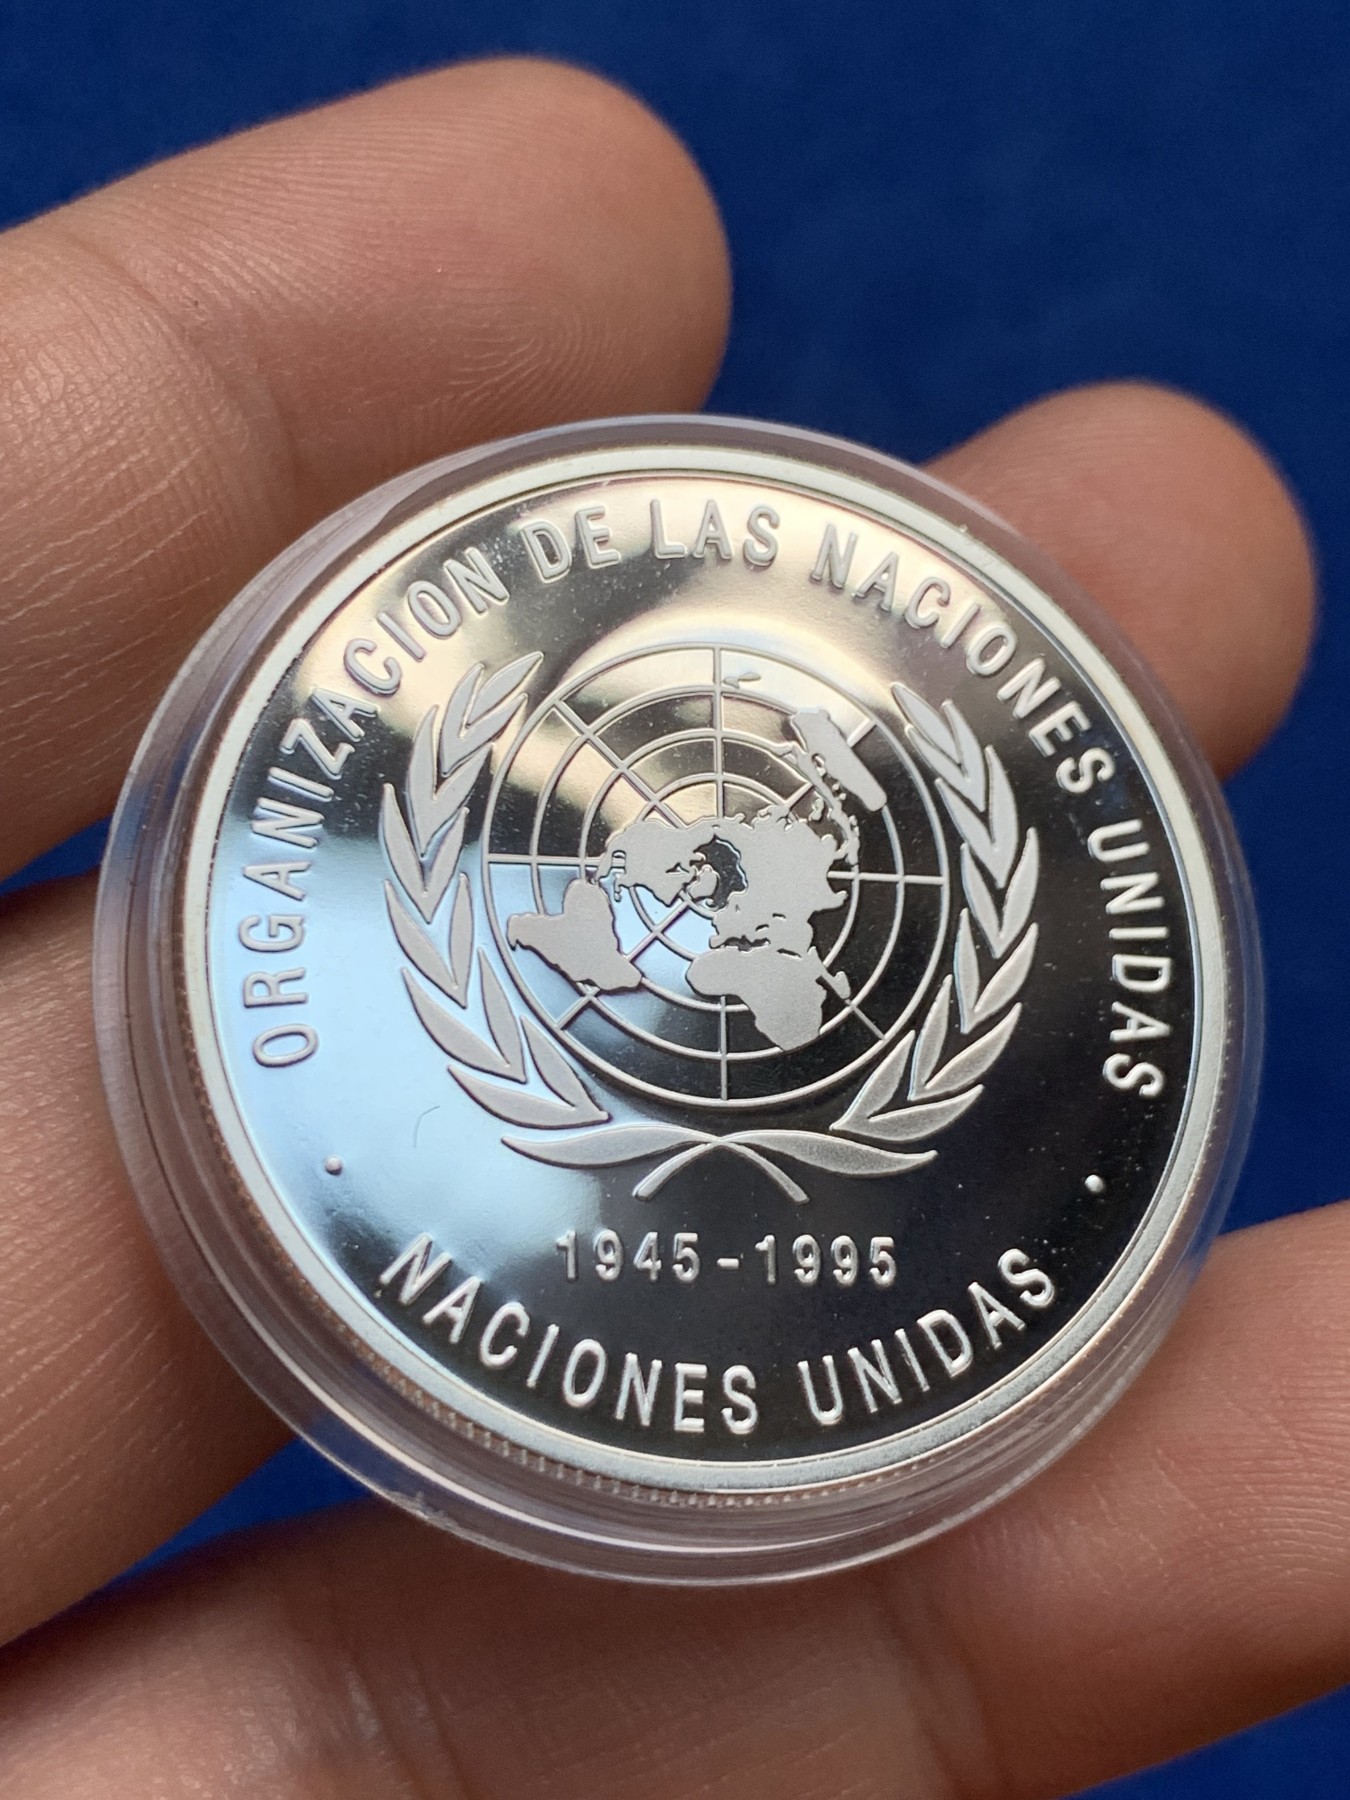 ORGANIZACION DE LAS NACIONES UNIDAS
1945-1995
NACIONES UNIDAS